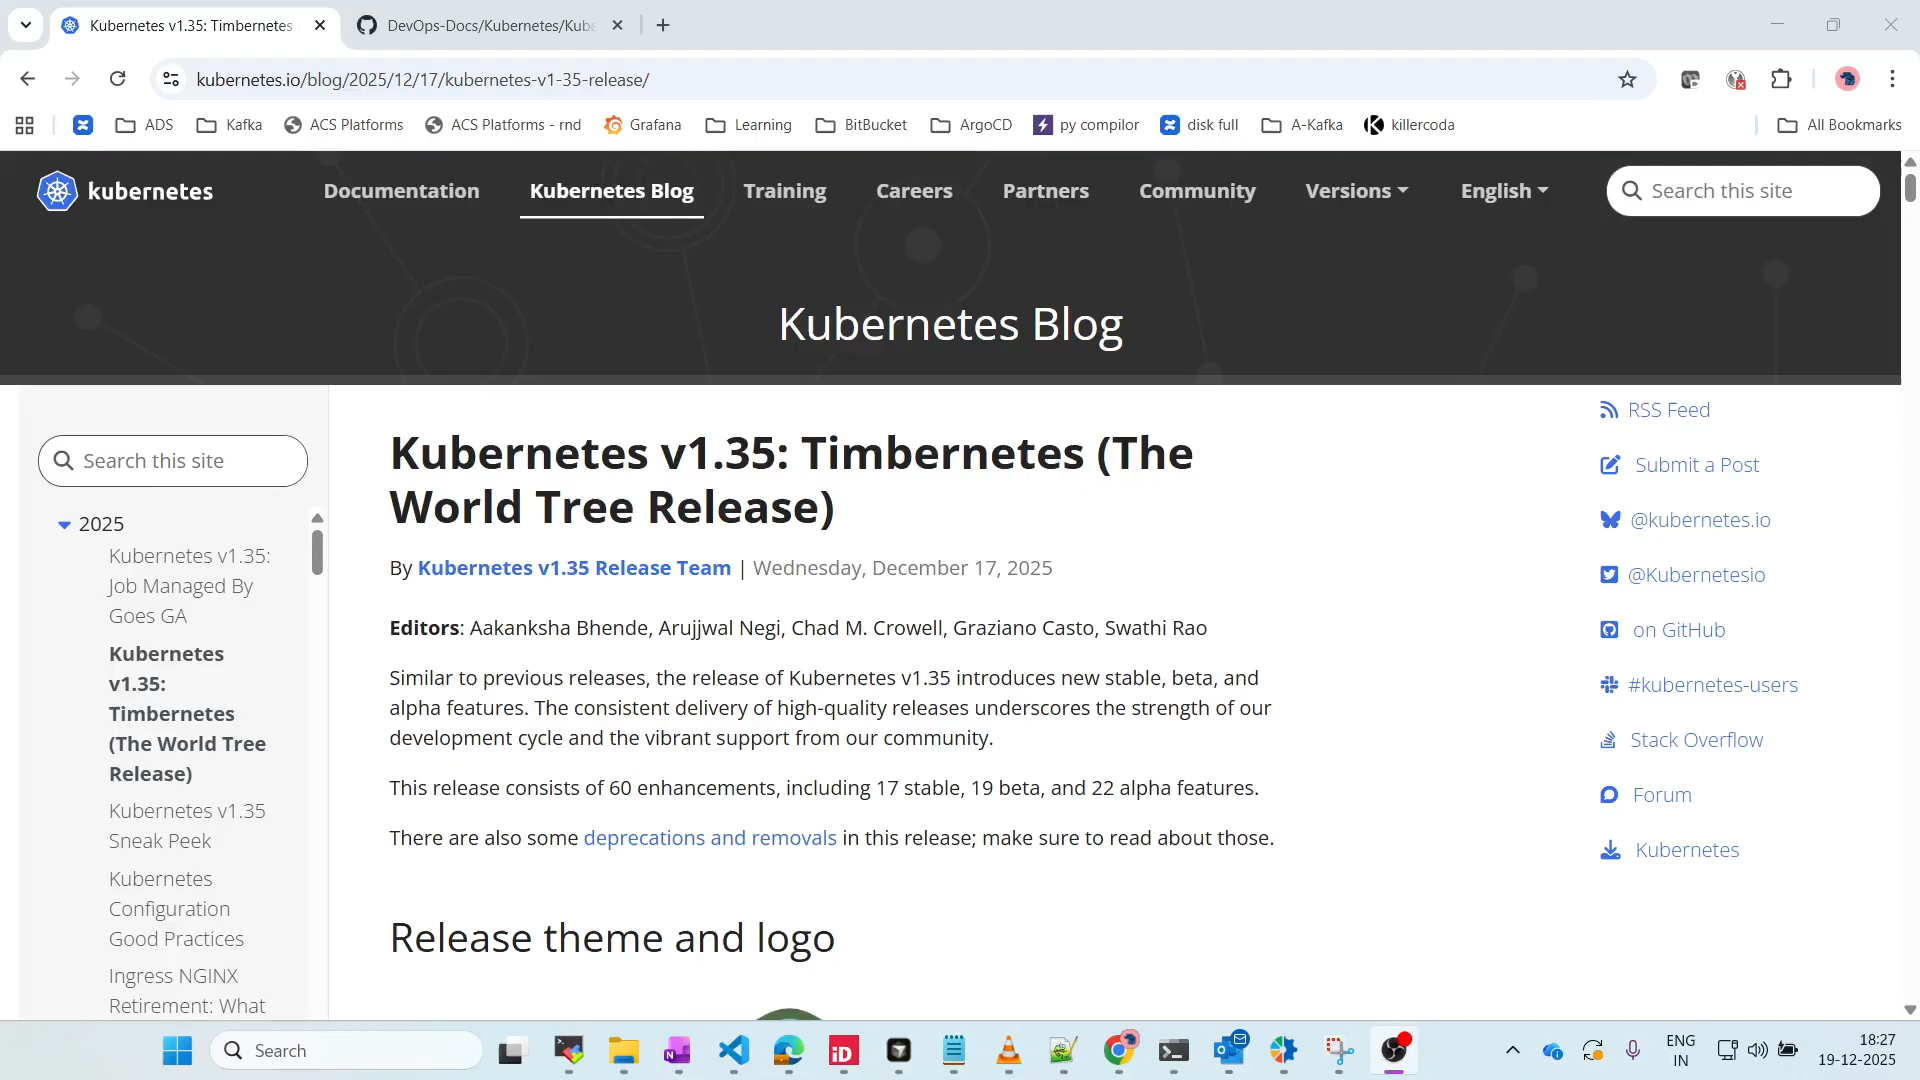 Kubernetes v1.35: Timbernetes
DevOps-Docs/Kubernetes/Kube
kubernetes.io/blog/2025/12/17/kubernetes-v1-35-release/
ADS
Kafka
ACS Platforms
ACS Platforms - rnd
Grafana
Learning
BitBucket
ArgoCD
py compilor
disk full
A-Kafka
killercoda
All Bookmarks
kubernetes
Documentation
Kubernetes Blog
Training
Careers
Partners
Community
Versions
English
Search this site
Kubernetes Blog
Search this site
2025
Kubernetes v1.35:
Job Managed By
Goes GA
Kubernetes
v1.35:
Timbernetes
(The World Tree
Release)
Kubernetes v1.35
Sneak Peek
Kubernetes
Configuration
Good Practices
Ingress NGINX
Retirement: What
Kubernetes v1.35: Timbernetes (The
World Tree Release)
By Kubernetes v1.35 Release Team | Wednesday, December 17, 2025
Editors: Aakanksha Bhende, Arujjwal Negi, Chad M. Crowell, Graziano Casto, Swathi Rao
Similar to previous releases, the release of Kubernetes v1.35 introduces new stable, beta, and
alpha features. The consistent delivery of high-quality releases underscores the strength of our
development cycle and the vibrant support from our community.
This release consists of 60 enhancements, including 17 stable, 19 beta, and 22 alpha features.
There are also some deprecations and removals in this release; make sure to read about those.
Release theme and logo
RSS Feed
Submit a Post
@kubernetes.io
@Kubernetesio
on GitHub
#kubernetes-users
Stack Overflow
Forum
Kubernetes
Search
iD
ENG
IN
18:27
19-12-2025